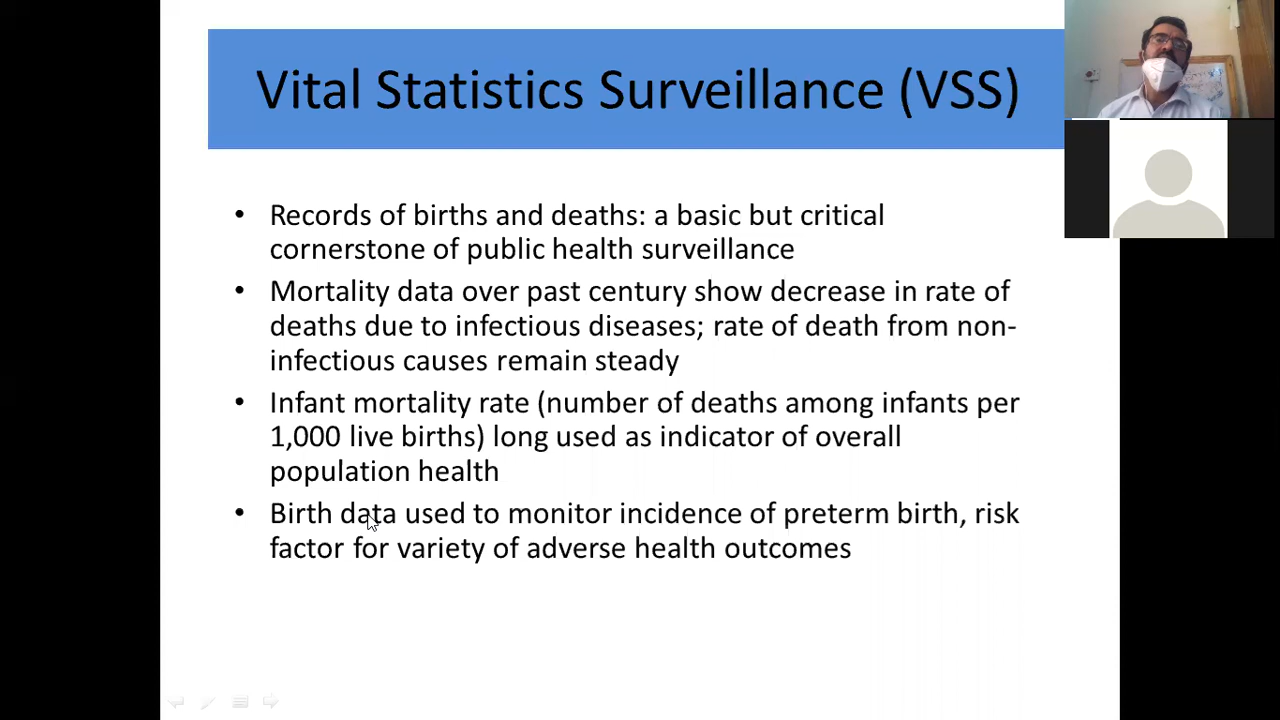 Vital Statistics Surveillance (VSS)
• Records of births and deaths: a basic but critical
cornerstone of public health surveillance
• Mortality data over past century show decrease in rate of
deaths due to infectious diseases; rate of death from non-
infectious causes remain steady
• Infant mortality rate (number of deaths among infants per
1,000 live births) long used as indicator of overall
population health
• Birth data used to monitor incidence of preterm birth, risk
factor for variety of adverse health outcomes